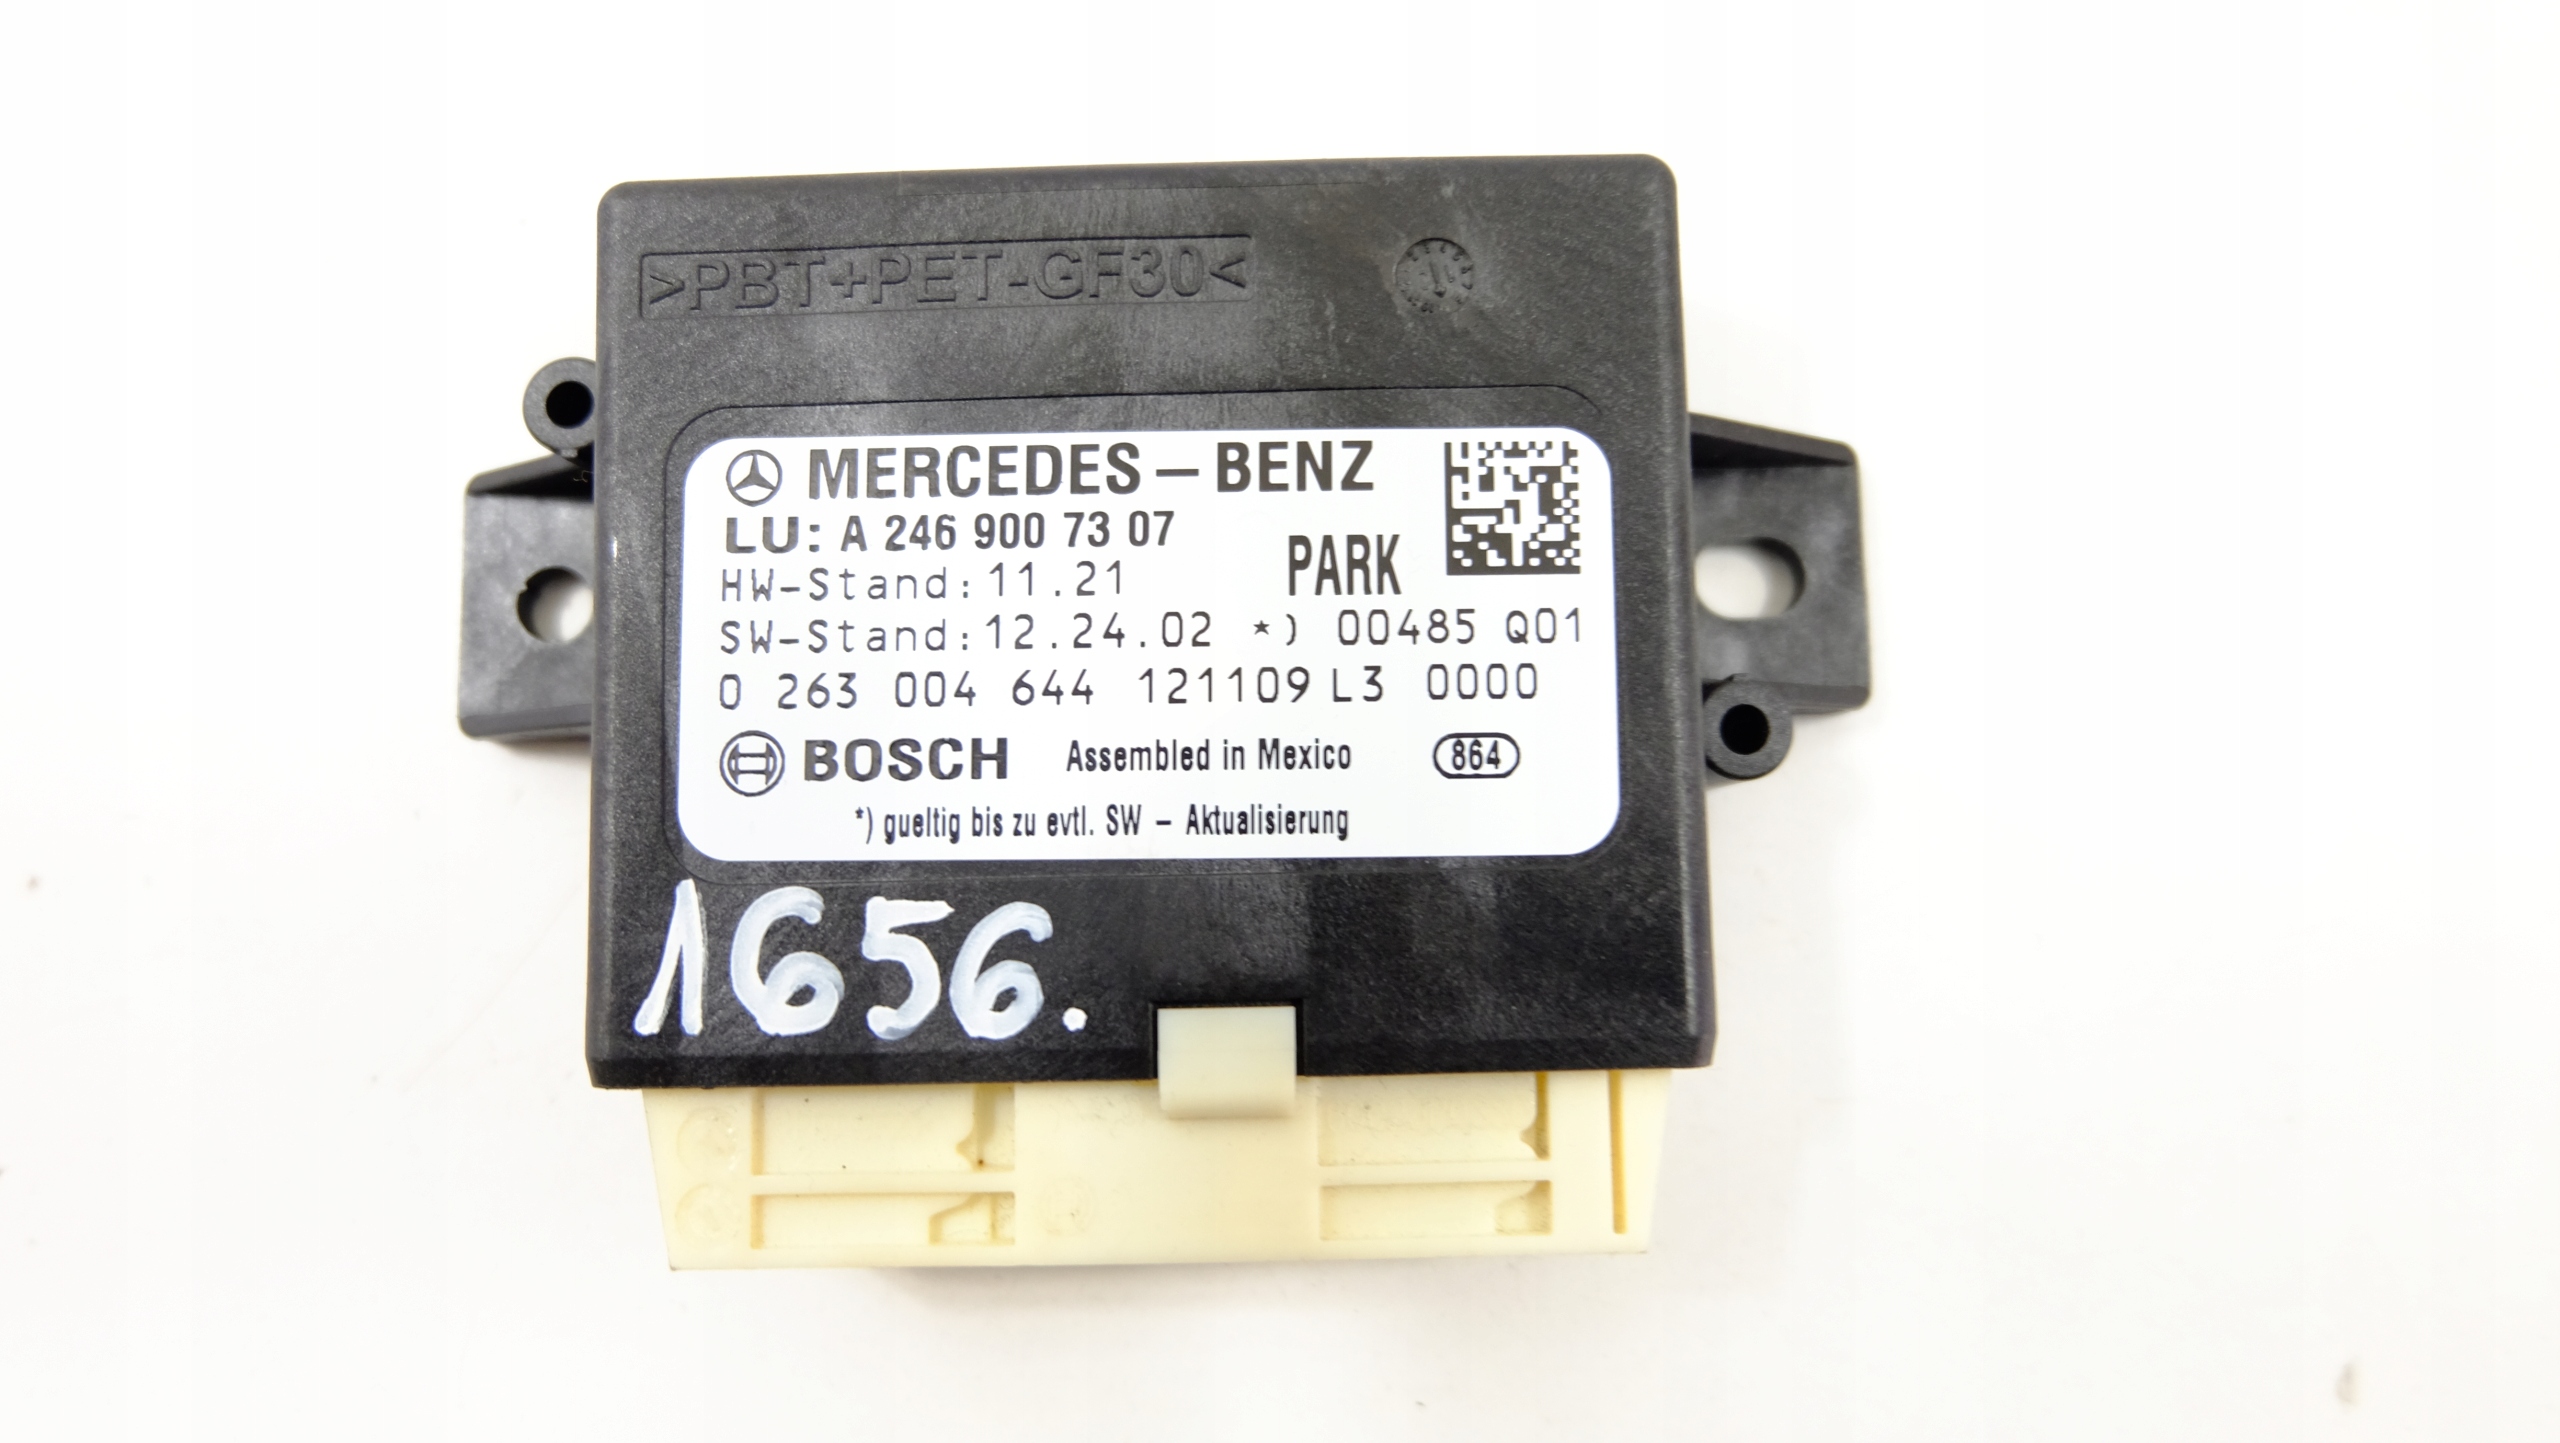 >PBT+PET-GF30<
MERCEDES – BENZ
LU: A 246 900 73 07
PARK
HW-Stand: 11.21
SW-Stand: 12.24.02 *) 00485 Q01
0 263 004 644 121109 L3 0000
BOSCH Assembled in Mexico 864
*) gueltig bis zu evtl. SW – Aktualisierung
1656.